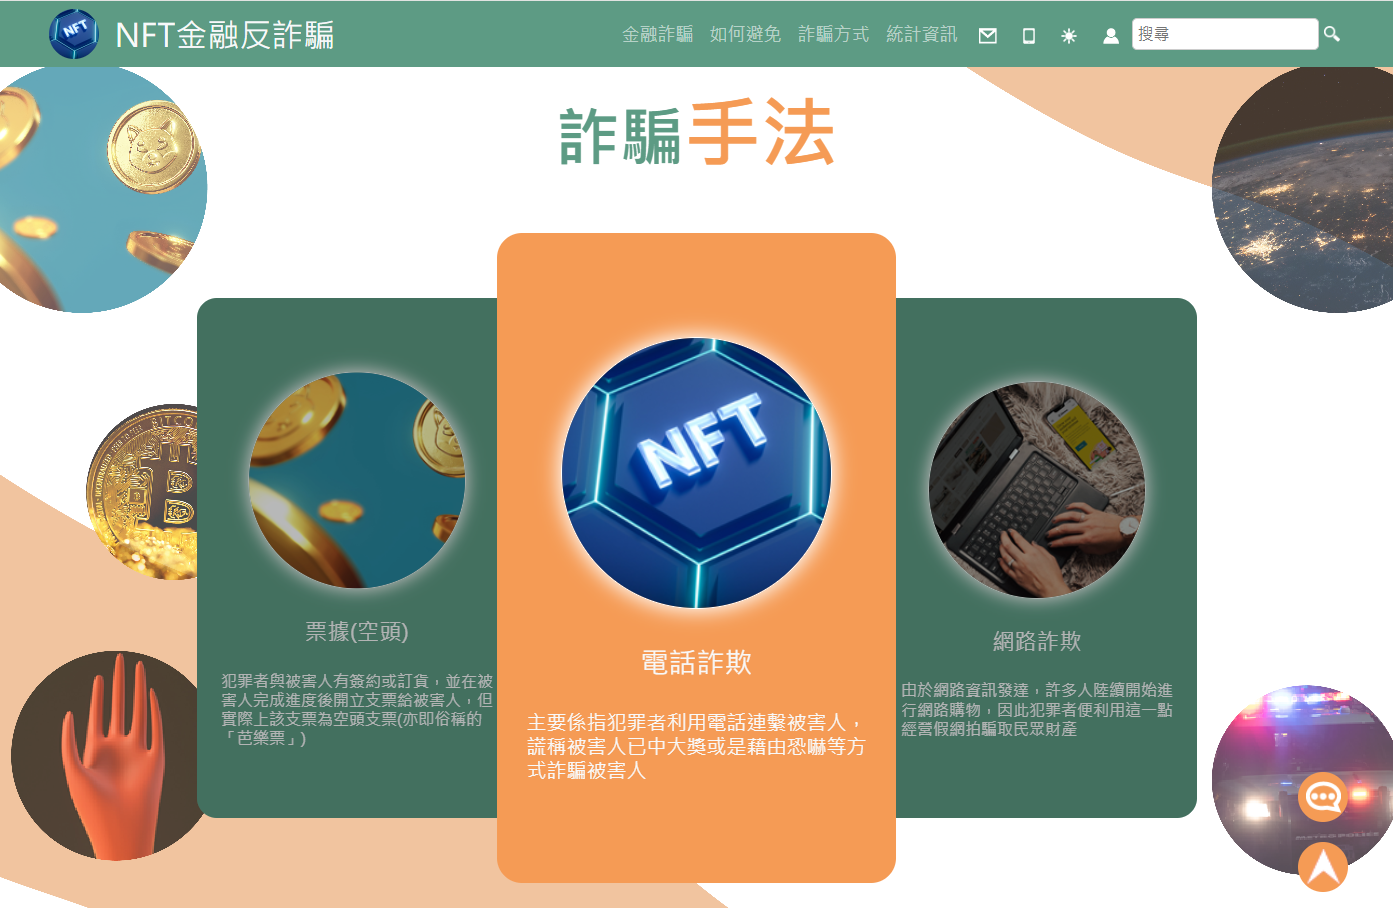 NFT金融反詐騙
金融詐騙 如何避免 詐騙方式 統計資訊 搜尋
詐騙手法
票據(空頭)
犯罪者與被害人有簽約或訂貨，並在被
害人完成進度後開立支票給被害人，但
實際上該支票為空頭支票(亦即俗稱的
「芭樂票」)
NFT
電話詐欺
主要係指犯罪者利用電話連繫被害人，
謊稱被害人已中大獎或是藉由恐嚇等方
式詐騙被害人
網路詐欺
由於網路資訊發達，許多人陸續開始進
行網路購物，因此犯罪者便利用這一點
經營假網拍騙取民眾財產